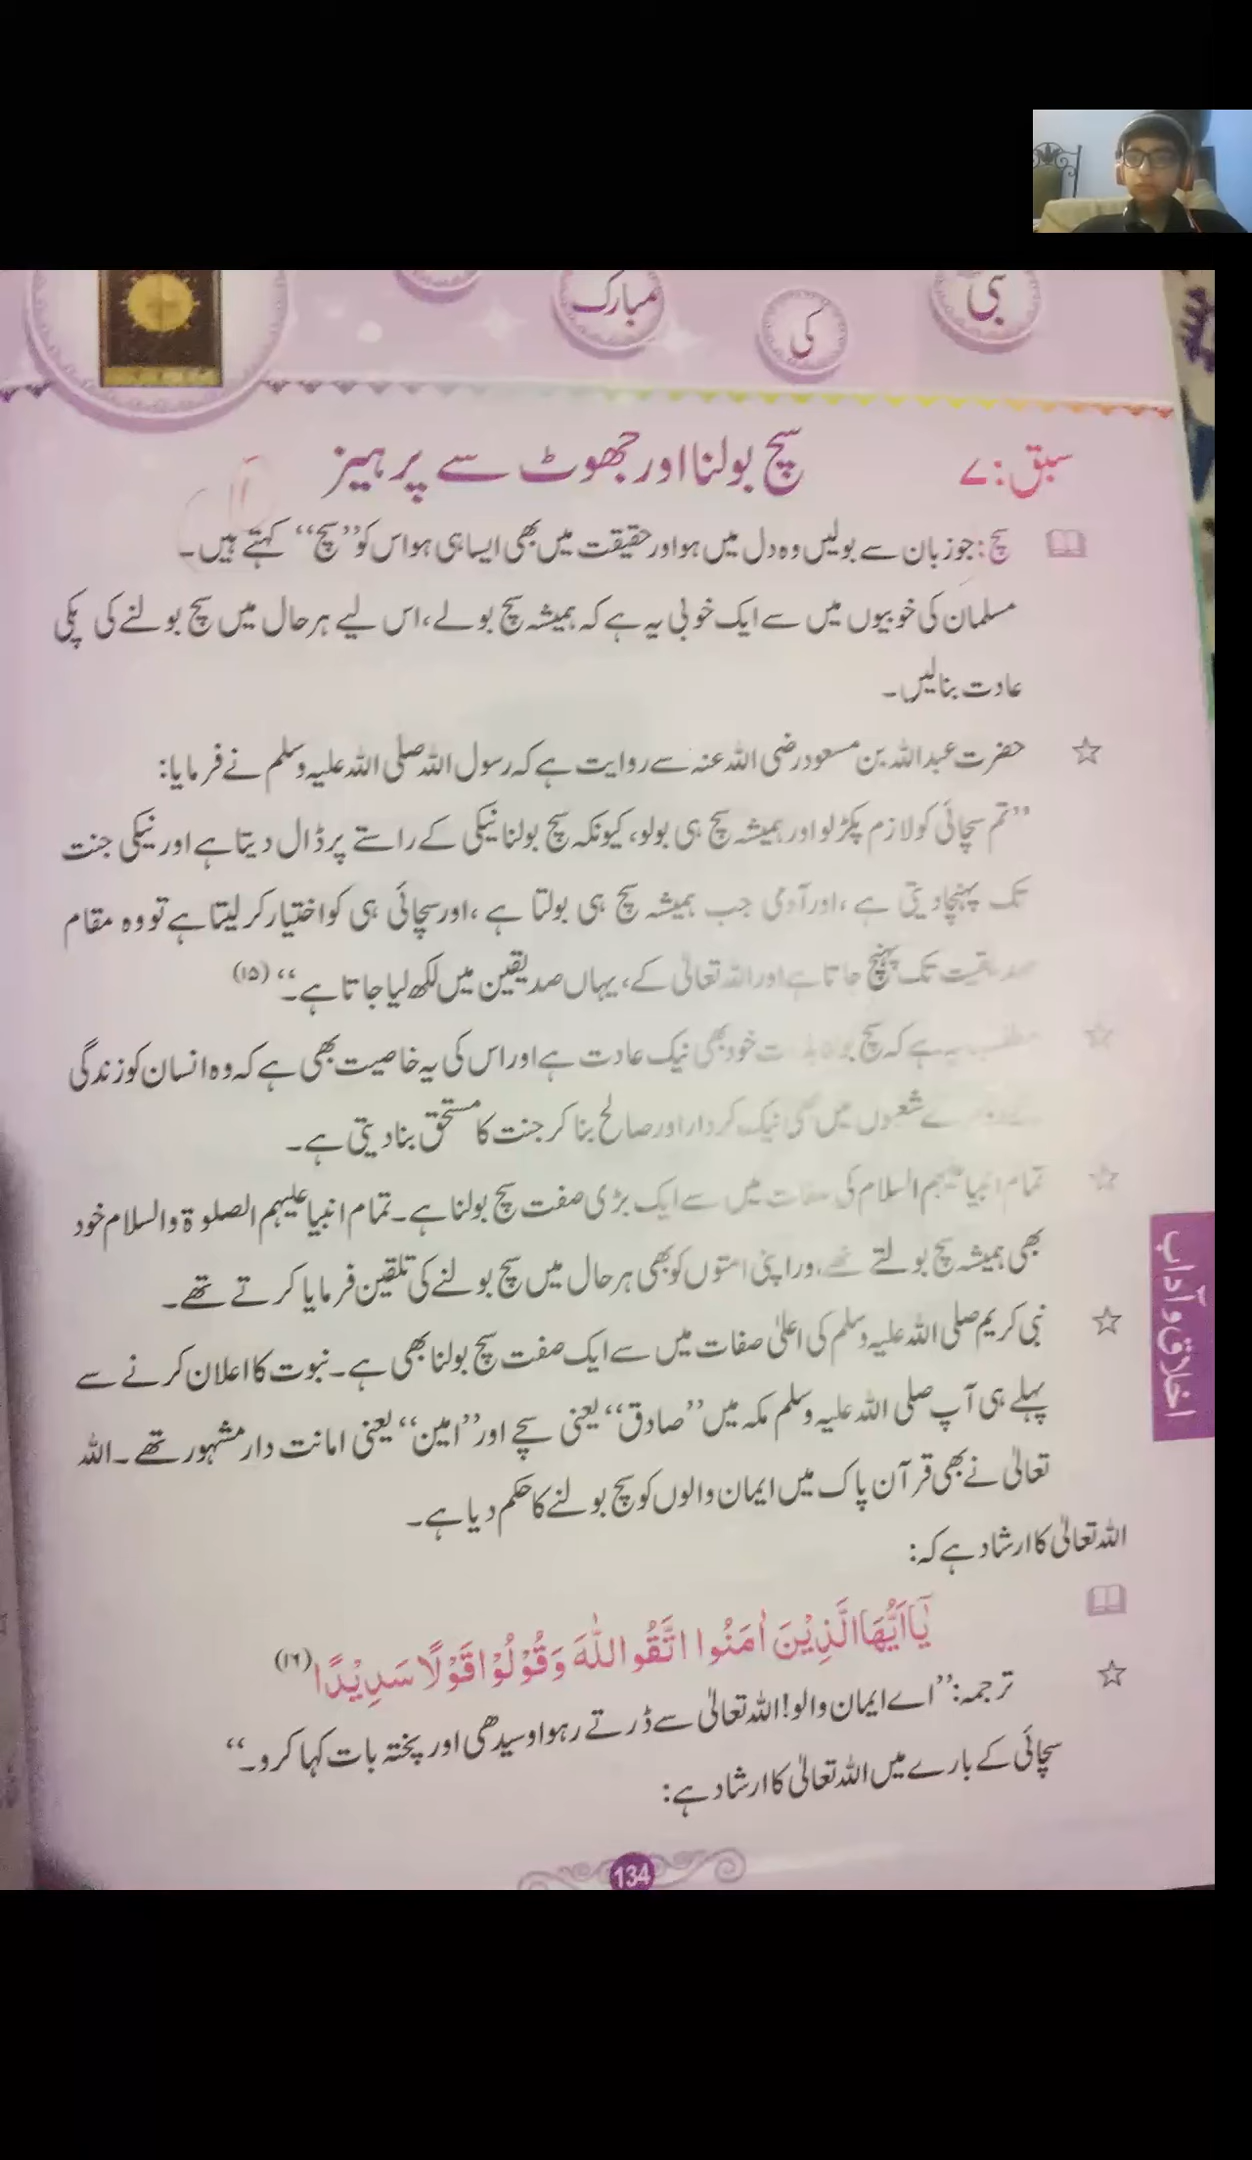 نبی
کی
مبارک
سبق: ۷
سچ بولنا اور جھوٹ سے پرہیز
سچ: جو زبان سے بولیں وہ دل میں ہو اور حقیقت میں بھی ایسا ہی ہو اس کو ”سچ“ کہتے ہیں۔
مسلمان کی خوبیوں میں سے ایک خوبی یہ ہے کہ ہمیشہ سچ بولے، اس لیے ہر حال میں سچ بولنے کی پکی
عادت بنالیں۔
☆ حضرت عبداللہ بن مسعود رضی اللہ عنہ سے روایت ہے کہ رسول اللہ صلی اللہ علیہ وسلم نے فرمایا:
”تم سچائی کو لازم پکڑ لو اور ہمیشہ سچ ہی بولو، کیونکہ سچ بولنا نیکی کے راستے پر ڈال دیتا ہے اور نیکی جنت
تک پہنچا دیتی ہے، اور آدمی جب ہمیشہ سچ ہی بولتا ہے، اور سچائی ہی کو اختیار کر لیتا ہے تو وہ مقام
صدیقیت تک پہنچ جاتا ہے اور اللہ تعالیٰ کے، یہاں صدیقین میں لکھ لیا جاتا ہے۔“ (۱۵)
☆ یہ ہے کہ سچ خود بھی نیک عادت ہے اور اس کی یہ خاصیت بھی ہے کہ وہ انسان کو زندگی
شعبوں میں بھی نیک کردار اور صالح بنا کر جنت کا مستحق بنا دیتی ہے۔
☆ تمام انبیا علیہم السلام کی صفات میں سے ایک بڑی صفت سچ بولنا ہے۔ تمام انبیا علیہم الصلوۃ والسلام خود
بھی ہمیشہ سچ بولتے تھے، اور اپنی امتوں کو بھی ہر حال میں سچ بولنے کی تلقین فرمایا کرتے تھے۔
☆ نبی کریم صلی اللہ علیہ وسلم کی اعلیٰ صفات میں سے ایک صفت سچ بولنا بھی ہے۔ نبوت کا اعلان کرنے سے
پہلے ہی آپ صلی اللہ علیہ وسلم مکہ میں ”صادق“ یعنی سچے اور ”امین“ یعنی امانت دار مشہور تھے۔ اللہ
تعالیٰ نے بھی قرآن پاک میں ایمان والوں کو سچ بولنے کا حکم دیا ہے۔
اللہ تعالیٰ کا ارشاد ہے کہ:
یٰۤاَیُّهَا الَّذِیْنَ اٰمَنُوا اتَّقُوا اللّٰهَ وَقُوْلُوْا قَوْلًا سَدِیْدًا (۱۶)
ترجمہ: ”اے ایمان والو! اللہ تعالیٰ سے ڈرتے رہو او سیدھی اور پختہ بات کہا کرو۔“
☆ سچائی کے بارے میں اللہ تعالیٰ کا ارشاد ہے:
اخلاق و آداب
134